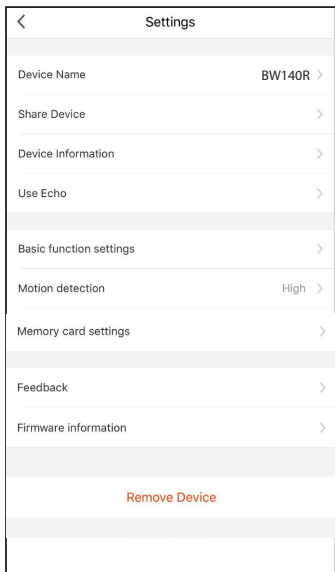 Settings
Device Name BW140R
Share Device
Device Information
Use Echo
Basic function settings
Motion detection High
Memory card settings
Feedback
Firmware information
Remove Device